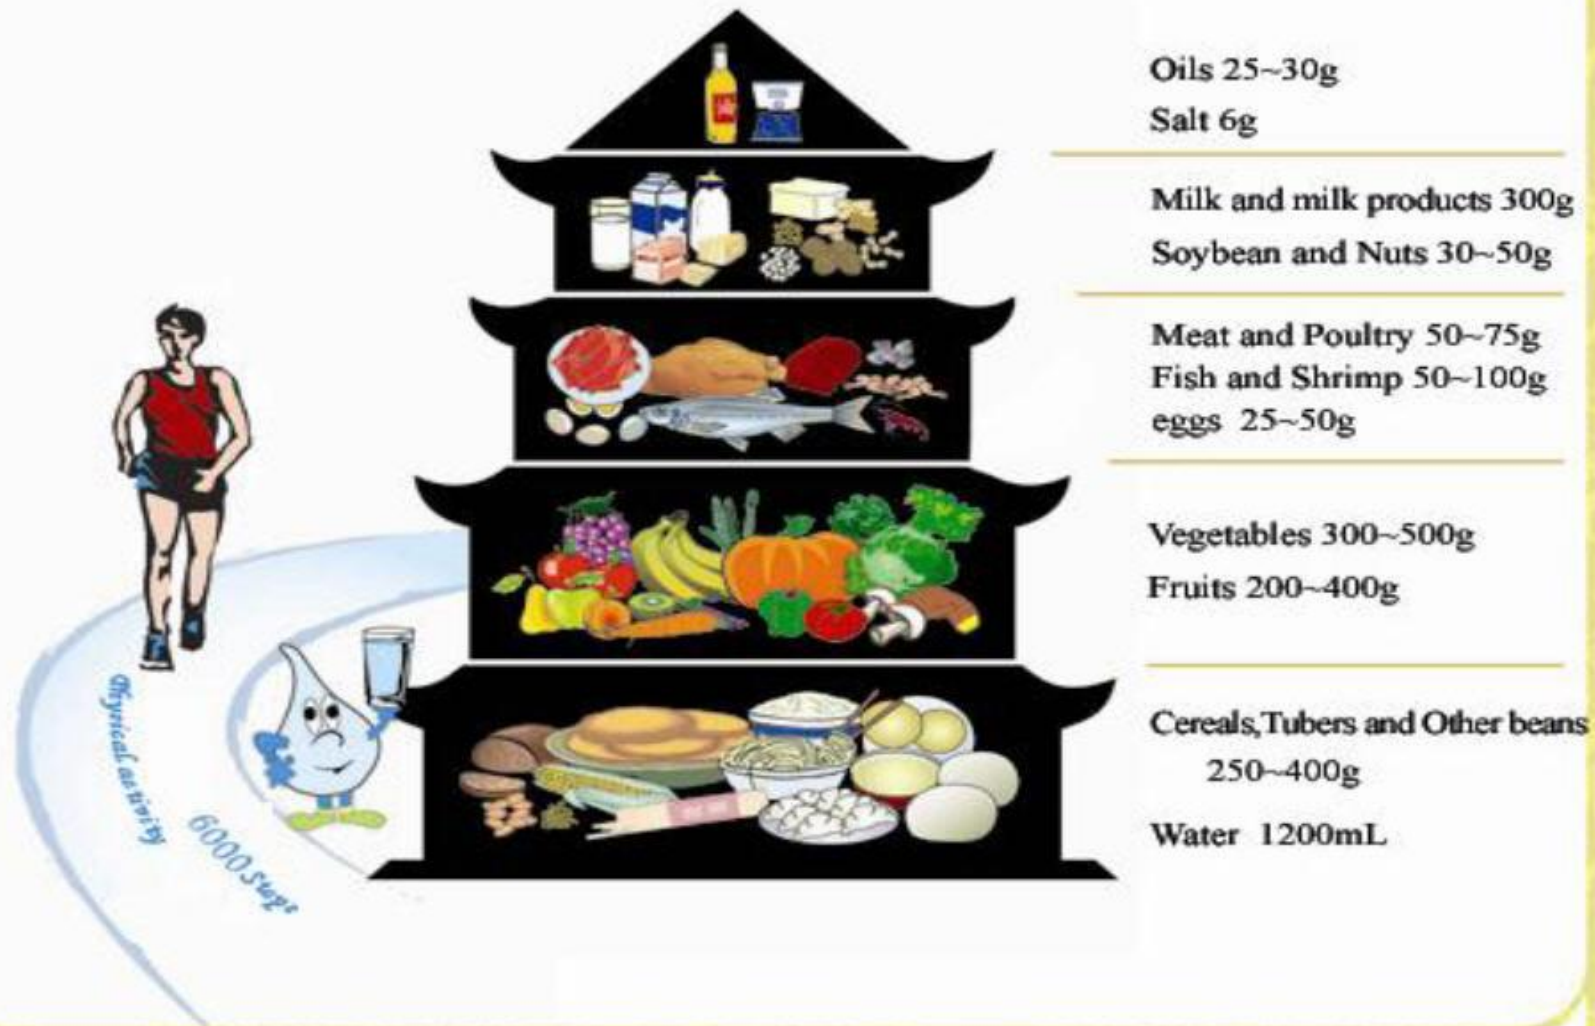 Oils 25~30g
Salt 6g
Milk and milk products 300g
Soybean and Nuts 30~50g
Meat and Poultry 50~75g
Fish and Shrimp 50~100g
eggs 25~50g
Vegetables 300~500g
Fruits 200~400g
Cereals,Tubers and Other beans
250~400g
Water 1200mL
Physical activity
6000 Steps